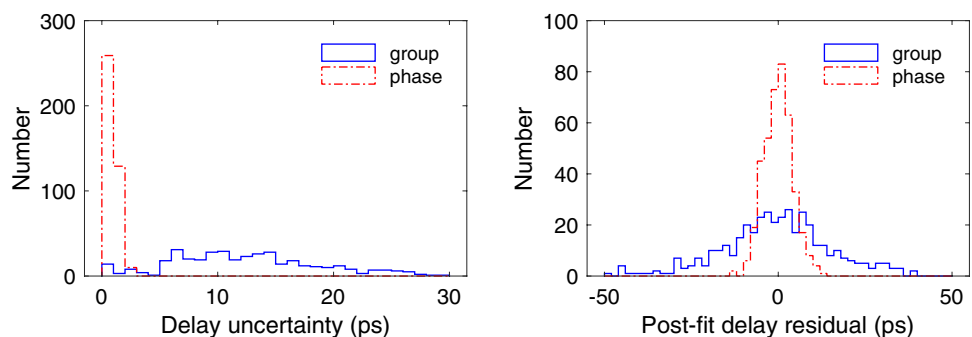 300
200
100
0
Number
0
10
20
30
Delay uncertainty (ps)
group
phase
100
80
60
40
20
0
Number
-50
0
50
Post-fit delay residual (ps)
group
phase